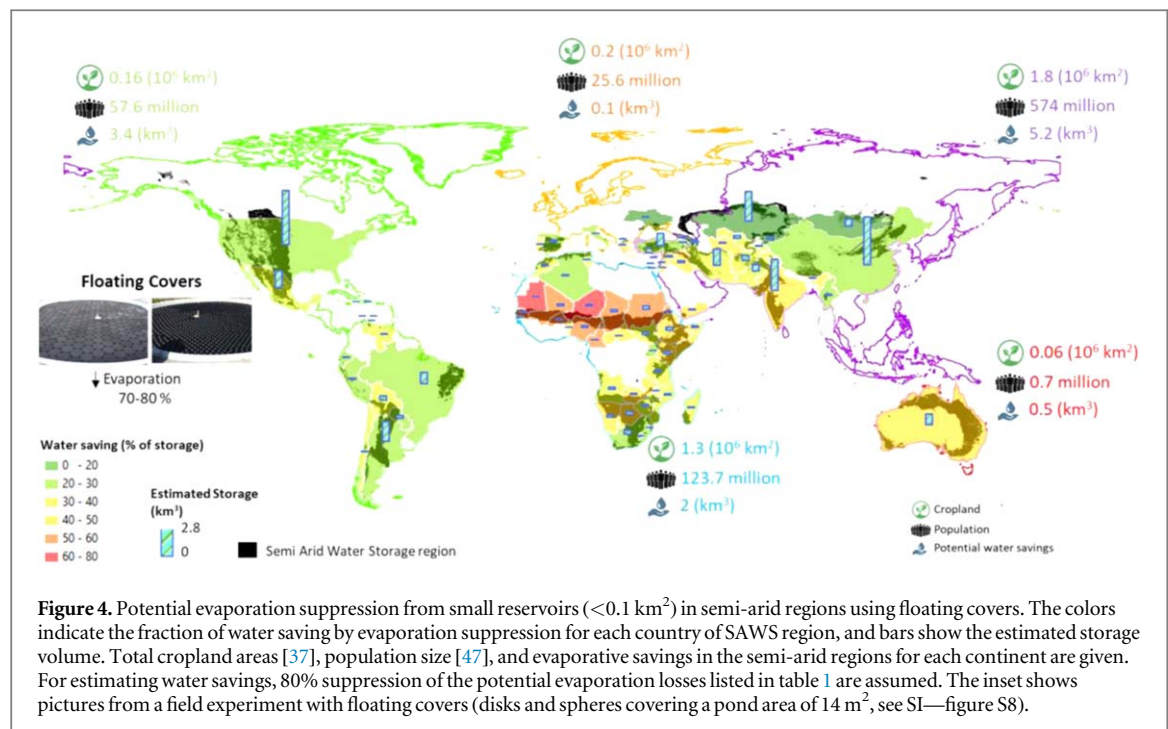 0.16 (10⁶ km²)
57.6 million
3.4 (km³)
0.2 (10⁶ km²)
25.6 million
0.1 (km³)
1.8 (10⁶ km²)
574 million
5.2 (km³)
Floating Covers
Evaporation
70-80 %
0.06 (10⁶ km²)
0.7 million
0.5 (km³)
1.3 (10⁶ km²)
123.7 million
2 (km³)
Water saving (% of storage)
0 - 20
20 - 30
30 - 40
40 - 50
50 - 60
60 - 80
Estimated Storage
(km³)
2.8
0
Semi Arid Water Storage region
Cropland
Population
Potential water savings
Figure 4. Potential evaporation suppression from small reservoirs (<0.1 km²) in semi-arid regions using floating covers. The colors
indicate the fraction of water saving by evaporation suppression for each country of SAWS region, and bars show the estimated storage
volume. Total cropland areas [37], population size [47], and evaporative savings in the semi-arid regions for each continent are given.
For estimating water savings, 80% suppression of the potential evaporation losses listed in table 1 are assumed. The inset shows
pictures from a field experiment with floating covers (disks and spheres covering a pond area of 14 m², see SI—figure S8).